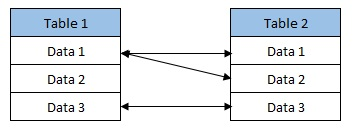 Table 1
Data 1
Data 2
Data 3
Table 2
Data 1
Data 2
Data 3